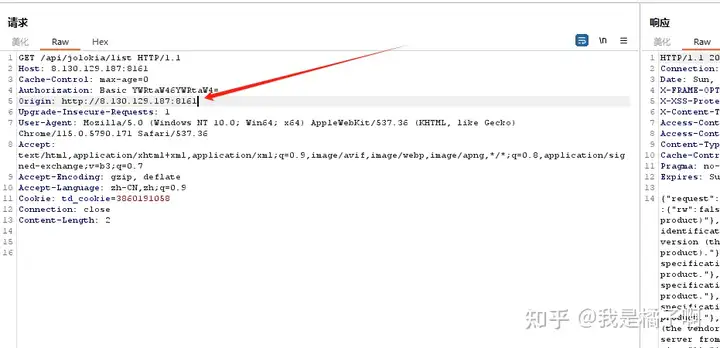 请求
美化 Raw Hex
\n
1 GET /api/jolokia/list HTTP/1.1
2 Host: 8.130.129.187:8161
3 Cache-Control: max-age=0
4 Authorization: Basic YWRtaW46YWRtaW4=
5 Origin: http://8.130.129.187:8161
6 Upgrade-Insecure-Requests: 1
7 User-Agent: Mozilla/5.0 (Windows NT 10.0; Win64; x64) AppleWebKit/537.36 (KHTML, like Gecko)
Chrome/115.0.5790.171 Safari/537.36
8 Accept:
text/html,application/xhtml+xml,application/xml;q=0.9,image/avif,image/webp,image/apng,*/*;q=0.8,application/sig
ned-exchange;v=b3;q=0.7
9 Accept-Encoding: gzip, deflate
10 Accept-Language: zh-CN,zh;q=0.9
11 Cookie: td_cookie=3860191058
12 Connection: close
13 Content-Length: 2
14
15
16
响应
美化 Raw
1 HTTP/1.1 20
2 Connection:
3 Date: Sun,
4 X-FRAME-OPT
5 X-XSS-Prote
6 X-Content-T
7 Access-Cont
8 Access-Cont
9 Content-Typ
10 Cache-Contr
11 Pragma: no-
12 Expires: Su
13
14 {"request":
:{"rw":fals
product)"},
identificat
version (th
product)."}
specificati
product."},
specificati
product."},
specificati
product."},
(the vendor
server from
知乎 @我是橘子啊